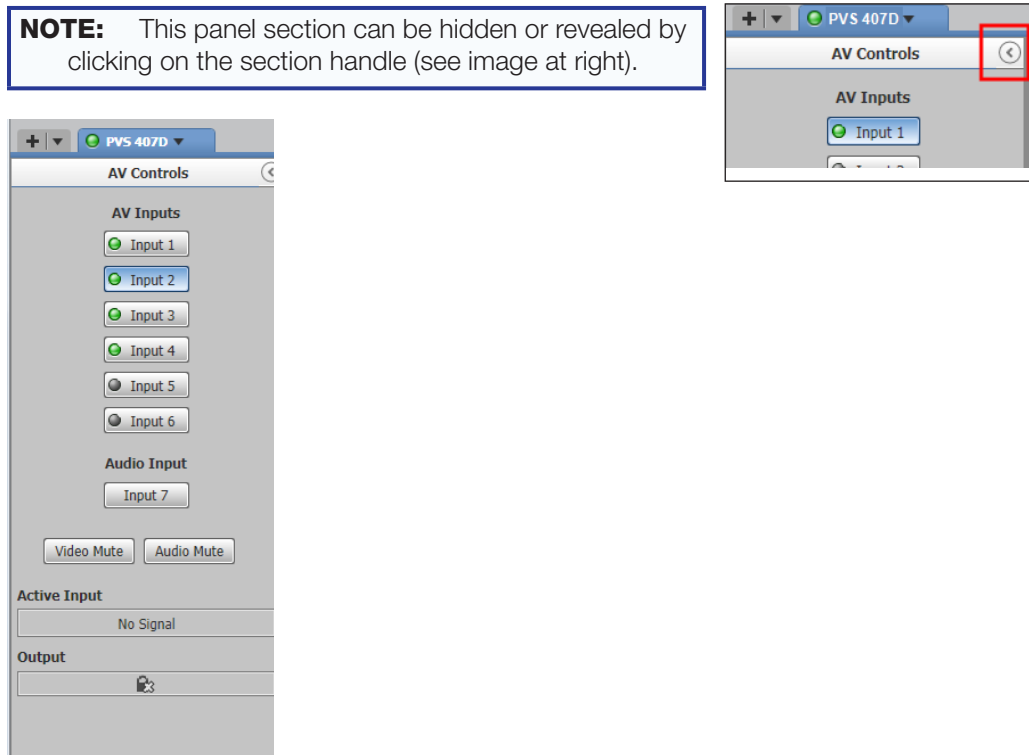 NOTE: This panel section can be hidden or revealed by
clicking on the section handle (see image at right).
PVS 407D
AV Controls
AV Inputs
Input 1
PVS 407D
AV Controls
AV Inputs
Input 1
Input 2
Input 3
Input 4
Input 5
Input 6
Audio Input
Input 7
Video Mute Audio Mute
Active Input
No Signal
Output